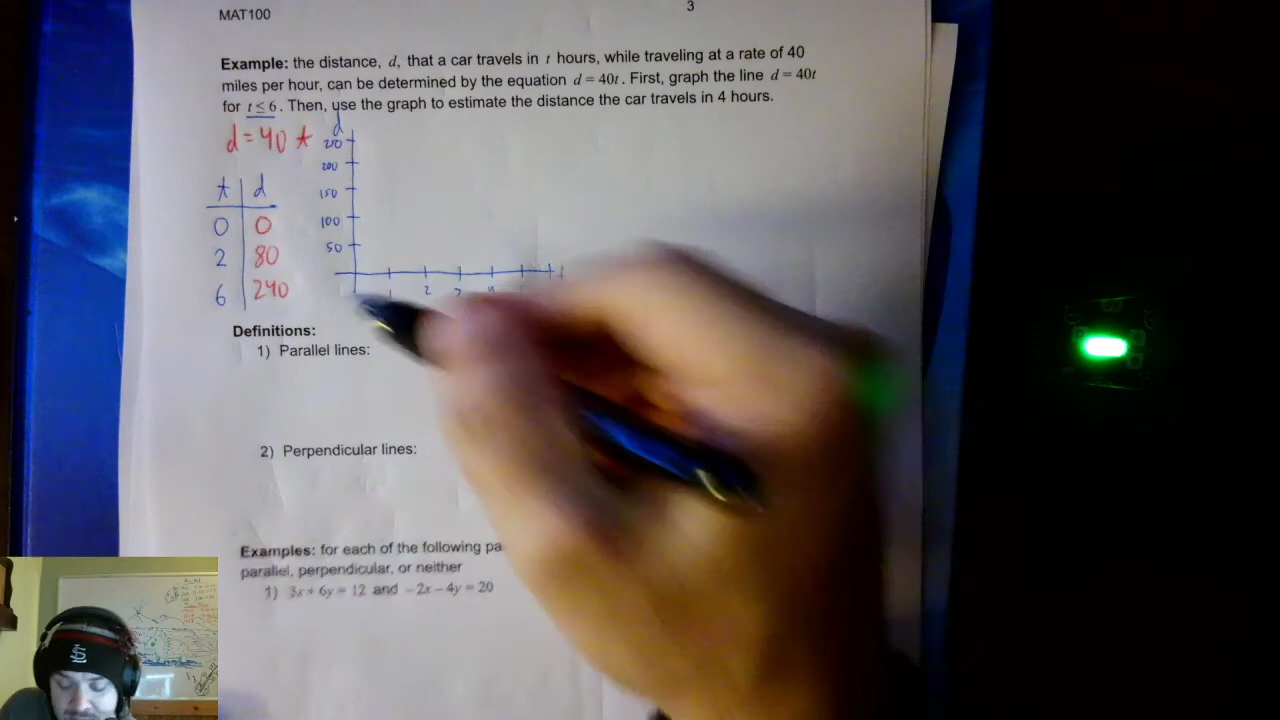 MAT100
3
Example: the distance, d, that a car travels in t hours, while traveling at a rate of 40
miles per hour, can be determined by the equation d = 40t. First, graph the line d = 40t
for t ≤ 6. Then, use the graph to estimate the distance the car travels in 4 hours.
d = 40 t
d
200
150
100
50
2
t d
0 0
2 80
6 240
Definitions:
1) Parallel lines:
2) Perpendicular lines:
Examples: for each of the following
parallel, perpendicular, or neither
1) 3x + 6y = 12 and -2x - 4y = 20